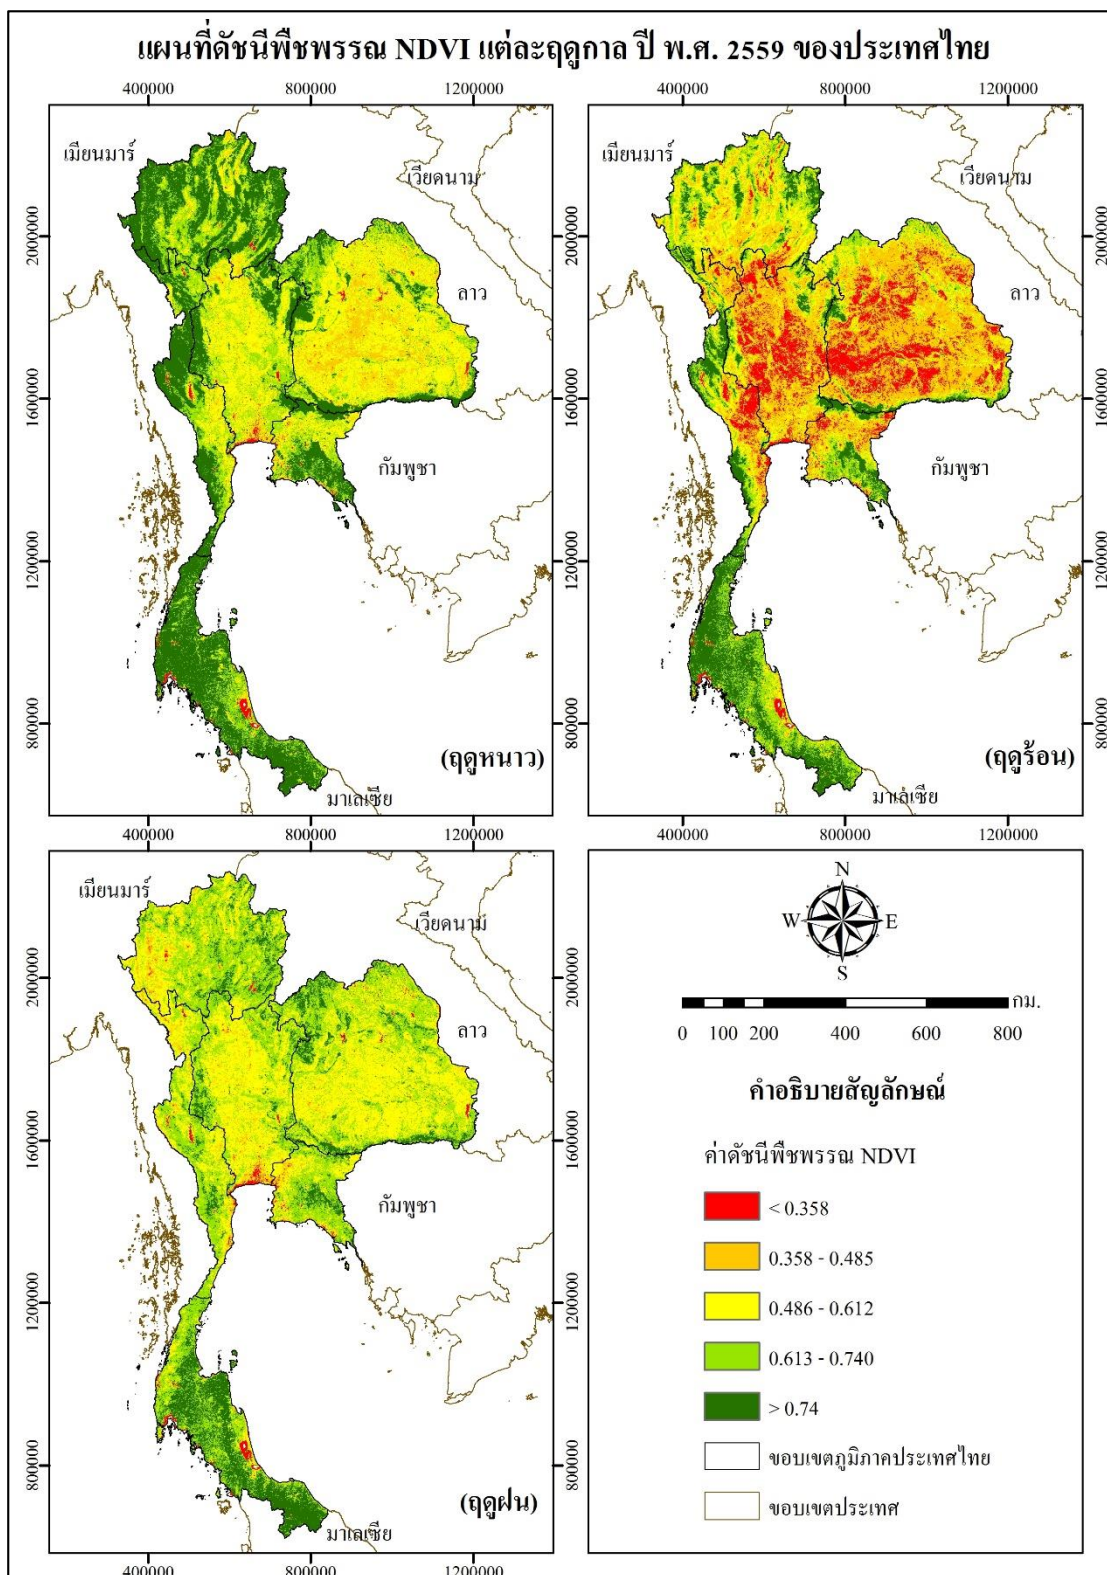 แผนที่ดัชนีพืชพรรณ NDVI แต่ละฤดูกาล ปี พ.ศ. 2559 ของประเทศไทย
400000 800000 1200000
400000 800000 1200000
เมียนมาร์
เวียดนาม
2000000
ลาว
1600000
กัมพูชา
1200000
800000
(ฤดูหนาว)
มาเลเซีย
400000 800000 1200000
เมียนมาร์
เวียดนาม
2000000
ลาว
1600000
กัมพูชา
1200000
800000
(ฤดูร้อน)
มาเลเซีย
400000 800000 1200000
เมียนมาร์
เวียดนาม
2000000
ลาว
1600000
กัมพูชา
1200000
800000
(ฤดูฝน)
มาเลเซีย
400000 800000 1200000
N
W E
S
กม.
0 100 200 400 600 800
คำอธิบายสัญลักษณ์
ค่าดัชนีพืชพรรณ NDVI
< 0.358
0.358 - 0.485
0.486 - 0.612
0.613 - 0.740
> 0.74
ขอบเขตภูมิภาคประเทศไทย
ขอบเขตประเทศ